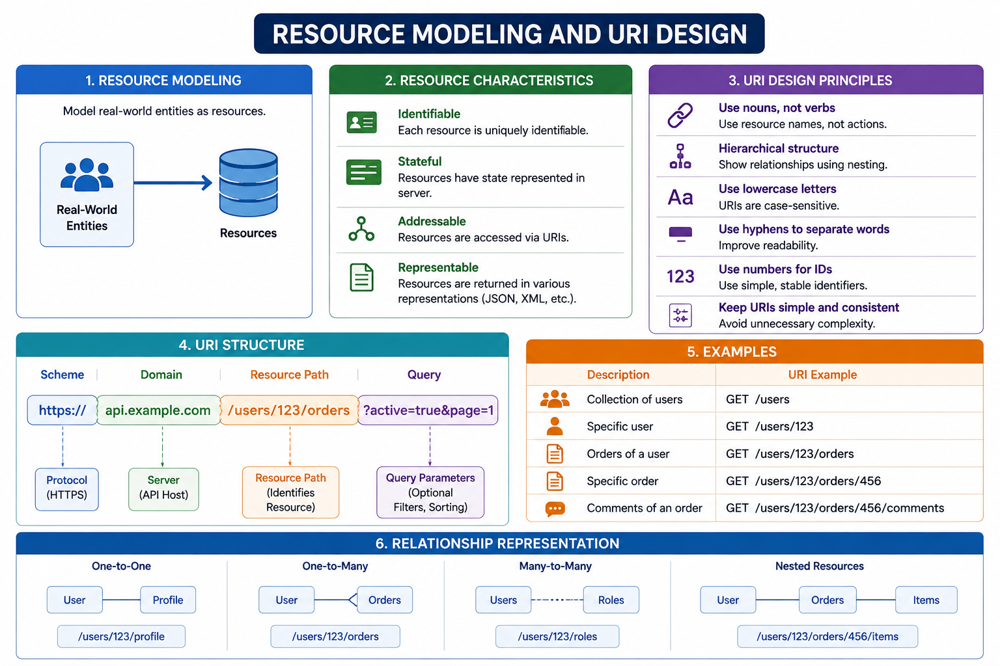 RESOURCE MODELING AND URI DESIGN
1. RESOURCE MODELING
Model real-world entities as resources.
Real-World
Entities
Resources
2. RESOURCE CHARACTERISTICS
Identifiable
Each resource is uniquely identifiable.
Stateful
Resources have state represented in
server.
Addressable
Resources are accessed via URIs.
Representable
Resources are returned in various
representations (JSON, XML, etc.).
3. URI DESIGN PRINCIPLES
Use nouns, not verbs
Use resource names, not actions.
Hierarchical structure
Show relationships using nesting.
Aa
Use lowercase letters
URIs are case-sensitive.
Use hyphens to separate words
Improve readability.
123
Use numbers for IDs
Use simple, stable identifiers.
Keep URIs simple and consistent
Avoid unnecessary complexity.
4. URI STRUCTURE
Scheme
Domain
Resource Path
Query
https://
api.example.com
/users/123/orders
?active=true&page=1
Protocol
(HTTPS)
Server
(API Host)
Resource Path
(Identifies
Resource)
Query Parameters
(Optional
Filters, Sorting)
5. EXAMPLES
Description
URI Example
Collection of users
GET /users
Specific user
GET /users/123
Orders of a user
GET /users/123/orders
Specific order
GET /users/123/orders/456
Comments of an order
GET /users/123/orders/456/comments
6. RELATIONSHIP REPRESENTATION
One-to-One
User
Profile
/users/123/profile
One-to-Many
User
Orders
/users/123/orders
Many-to-Many
Users
Roles
/users/123/roles
Nested Resources
User
Orders
Items
/users/123/orders/456/items